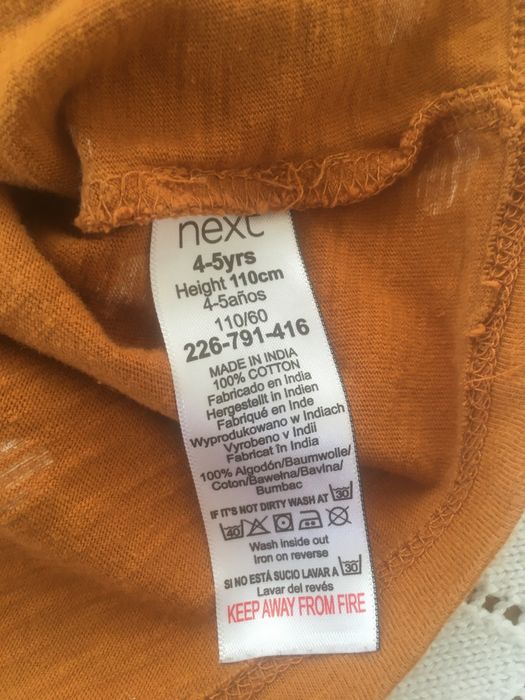 next
4-5yrs
Height 110cm
4-5años
110/60
226-791-416
MADE IN INDIA
100% COTTON
Fabricado en India
Hergestellt in Indien
Fabriqué en Inde
Wyprodukowano w Indiach
Vyrobeno v Indii
Fabricat în India
100% Algodón/Baumwolle/
Coton/Bawełna/Bavlna/
Bumbac
IF IT'S NOT DIRTY WASH AT 30
40
Wash inside out
Iron on reverse
SI NO ESTÁ SUCIO LAVAR A 30
Lavar del revés
KEEP AWAY FROM FIRE